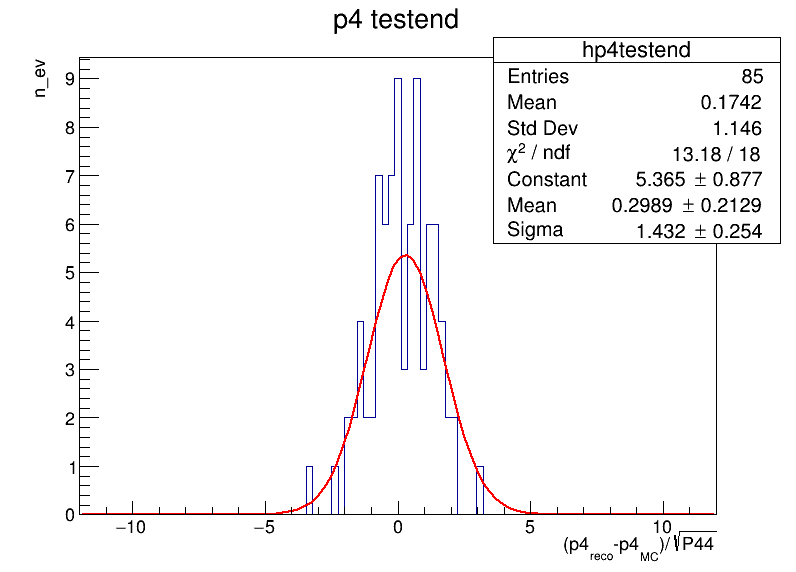 p4 testend
n_ev
hp4testend
Entries 85
Mean 0.1742
Std Dev 1.146
χ² / ndf 13.18 / 18
Constant 5.365 ± 0.877
Mean 0.2989 ± 0.2129
Sigma 1.432 ± 0.254
9
8
7
6
5
4
3
2
1
0
−10 −5 0 5 10
(p4reco-p4MC)/√P44